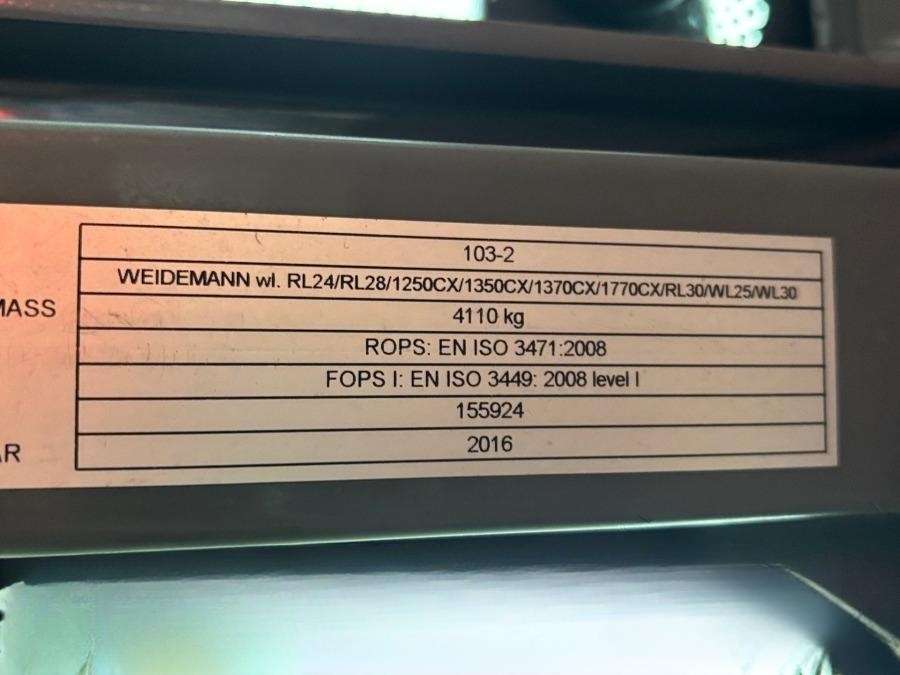 103-2
WEIDEMANN wl. RL24/RL28/1250CX/1350CX/1370CX/1770CX/RL30/WL25/WL30
MASS 4110 kg
ROPS: EN ISO 3471:2008
FOPS I: EN ISO 3449: 2008 level I
155924
AR 2016